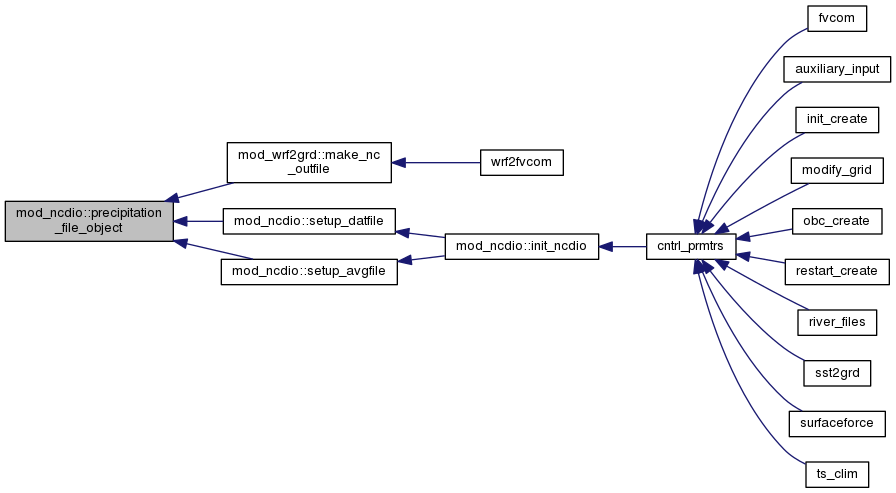 mod_ncdio::precipitation
_file_object
mod_wrf2grd::make_nc
_outfile
wrf2fvcom
mod_ncdio::setup_datfile
mod_ncdio::setup_avgfile
mod_ncdio::init_ncdio
cntrl_prmtrs
fvcom
auxiliary_input
init_create
modify_grid
obc_create
restart_create
river_files
sst2grd
surfaceforce
ts_clim